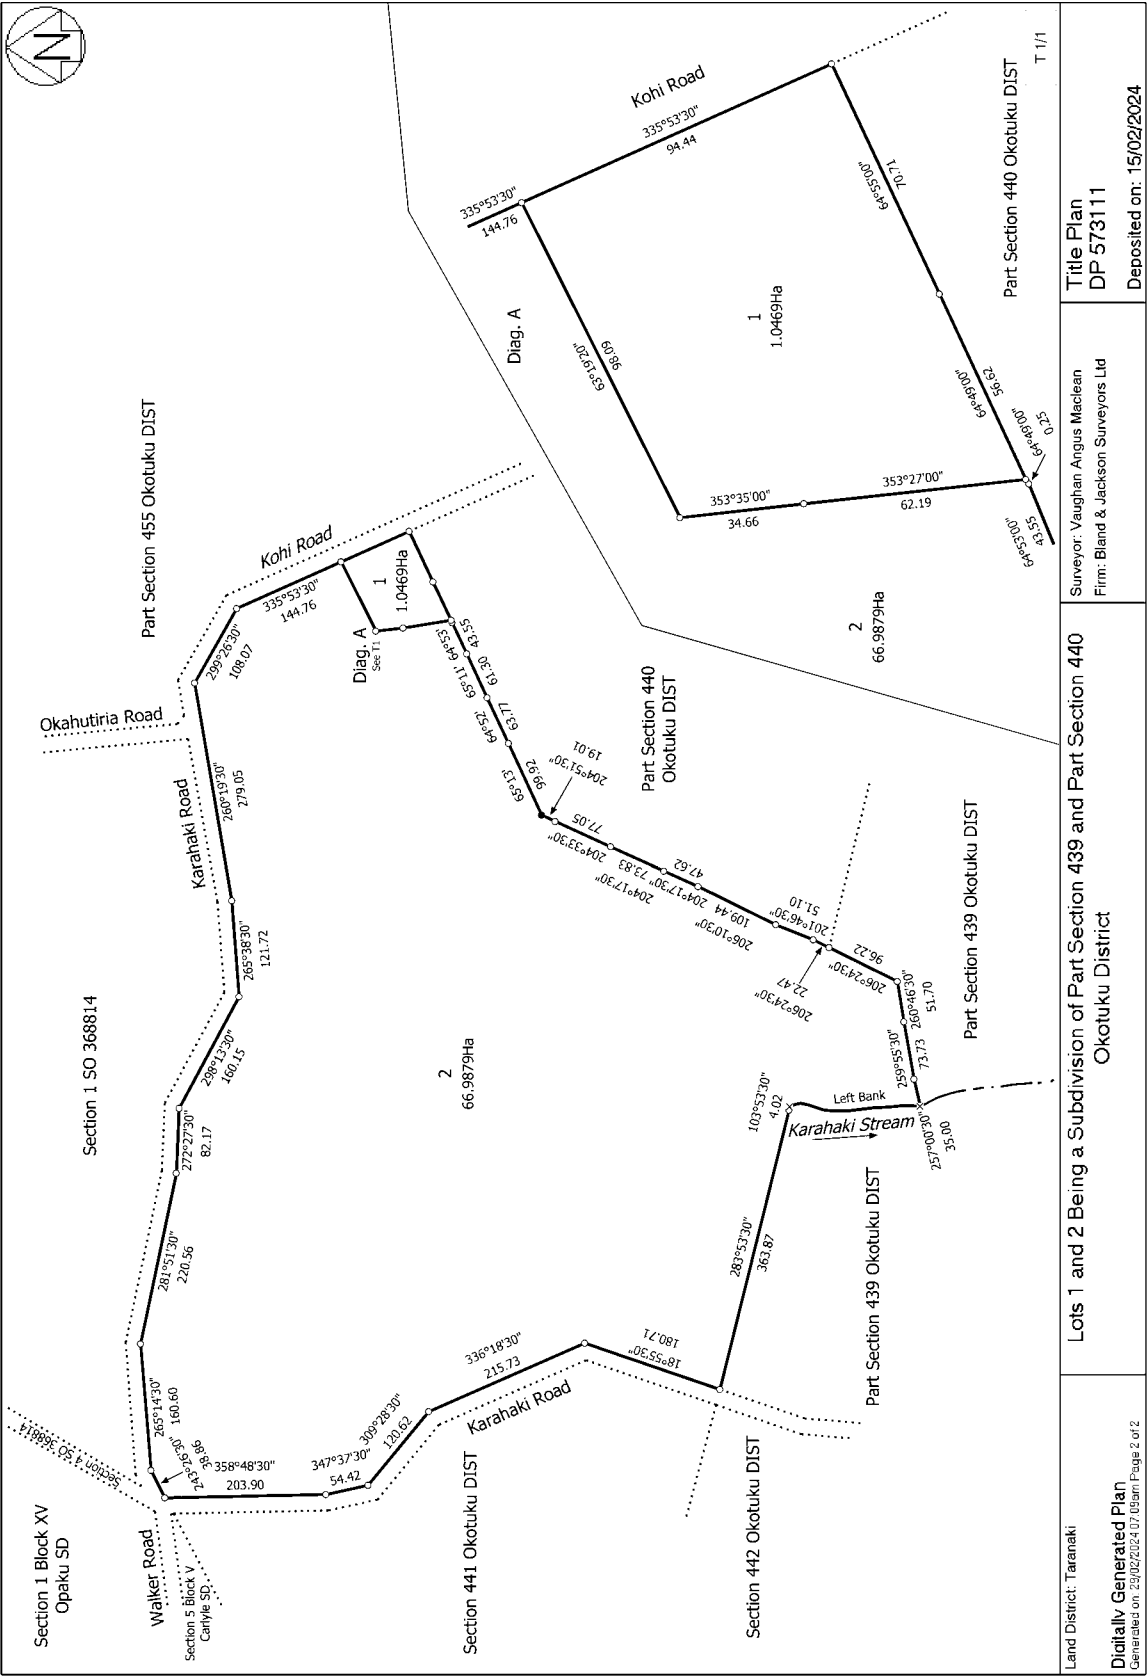 N
Section 1 Block XV
Opaku SD
Section 4 SO 368814
Walker Road
Section 5 Block V
Carlyle SD
Section 1 SO 368814
Part Section 455 Okotuku DIST
Okahutiria Road
Karahaki Road
Kohi Road
243°26'30"
38.86
265°14'30"
160.60
281°51'30"
220.56
272°27'30"
82.17
298°13'30"
160.15
265°38'30"
121.72
260°19'30"
279.05
299°26'30"
108.07
335°53'30"
144.76
1
1.0469Ha
Diag. A
See T1
64°53'
43.55
65°11'
61.30
64°52'
63.77
65°13'
99.92
204°51'30"
19.01
204°33'30"
77.05
204°17'30"
73.83
204°17'30"
47.62
206°10'30"
109.44
201°46'30"
51.10
206°24'30"
22.47
206°24'30"
96.22
260°46'30"
51.70
259°55'30"
73.73
257°00'30"
35.00
Left Bank
Karahaki Stream
103°53'30"
4.02
283°53'30"
363.87
18°55'30"
180.71
336°18'30"
215.73
309°28'30"
120.62
347°37'30"
54.42
358°48'30"
203.90
Karahaki Road
2
66.9879Ha
Section 441 Okotuku DIST
Section 442 Okotuku DIST
Part Section 439 Okotuku DIST
Part Section 439 Okotuku DIST
Part Section 440
Okotuku DIST
Diag. A
335°53'30"
144.76
Kohi Road
335°53'30"
94.44
63°19'20"
98.09
1
1.0469Ha
64°55'00"
70.71
64°49'00"
56.62
64°49'00"
0.25
64°53'00"
43.55
353°35'00"
34.66
353°27'00"
62.19
2
66.9879Ha
Part Section 440 Okotuku DIST
T 1/1
Land District: Taranaki
Digitally Generated Plan
Generated on: 29/02/2024 07:09am Page 2 of 2
Lots 1 and 2 Being a Subdivision of Part Section 439 and Part Section 440
Okotuku District
Surveyor: Vaughan Angus Maclean
Firm: Bland & Jackson Surveyors Ltd
Title Plan
DP 573111
Deposited on: 15/02/2024